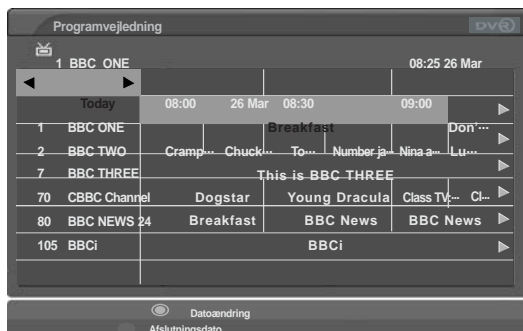 Programvejledning DVR
1 BBC ONE 08:25 26 Mar
◀ ▶
Today 08:00 26 Mar 08:30 09:00
1 BBC ONE Breakfast Don'···
2 BBC TWO Cramp··· Chuck··· To··· Number ja··· Nina a··· Lu···
7 BBC THREE This is BBC THREE
70 CBBC Channel Dogstar Young Dracula Class TV:··· Cl···
80 BBC NEWS 24 Breakfast BBC News BBC News
105 BBCi BBCi
Datoændring
Afslutningsdato